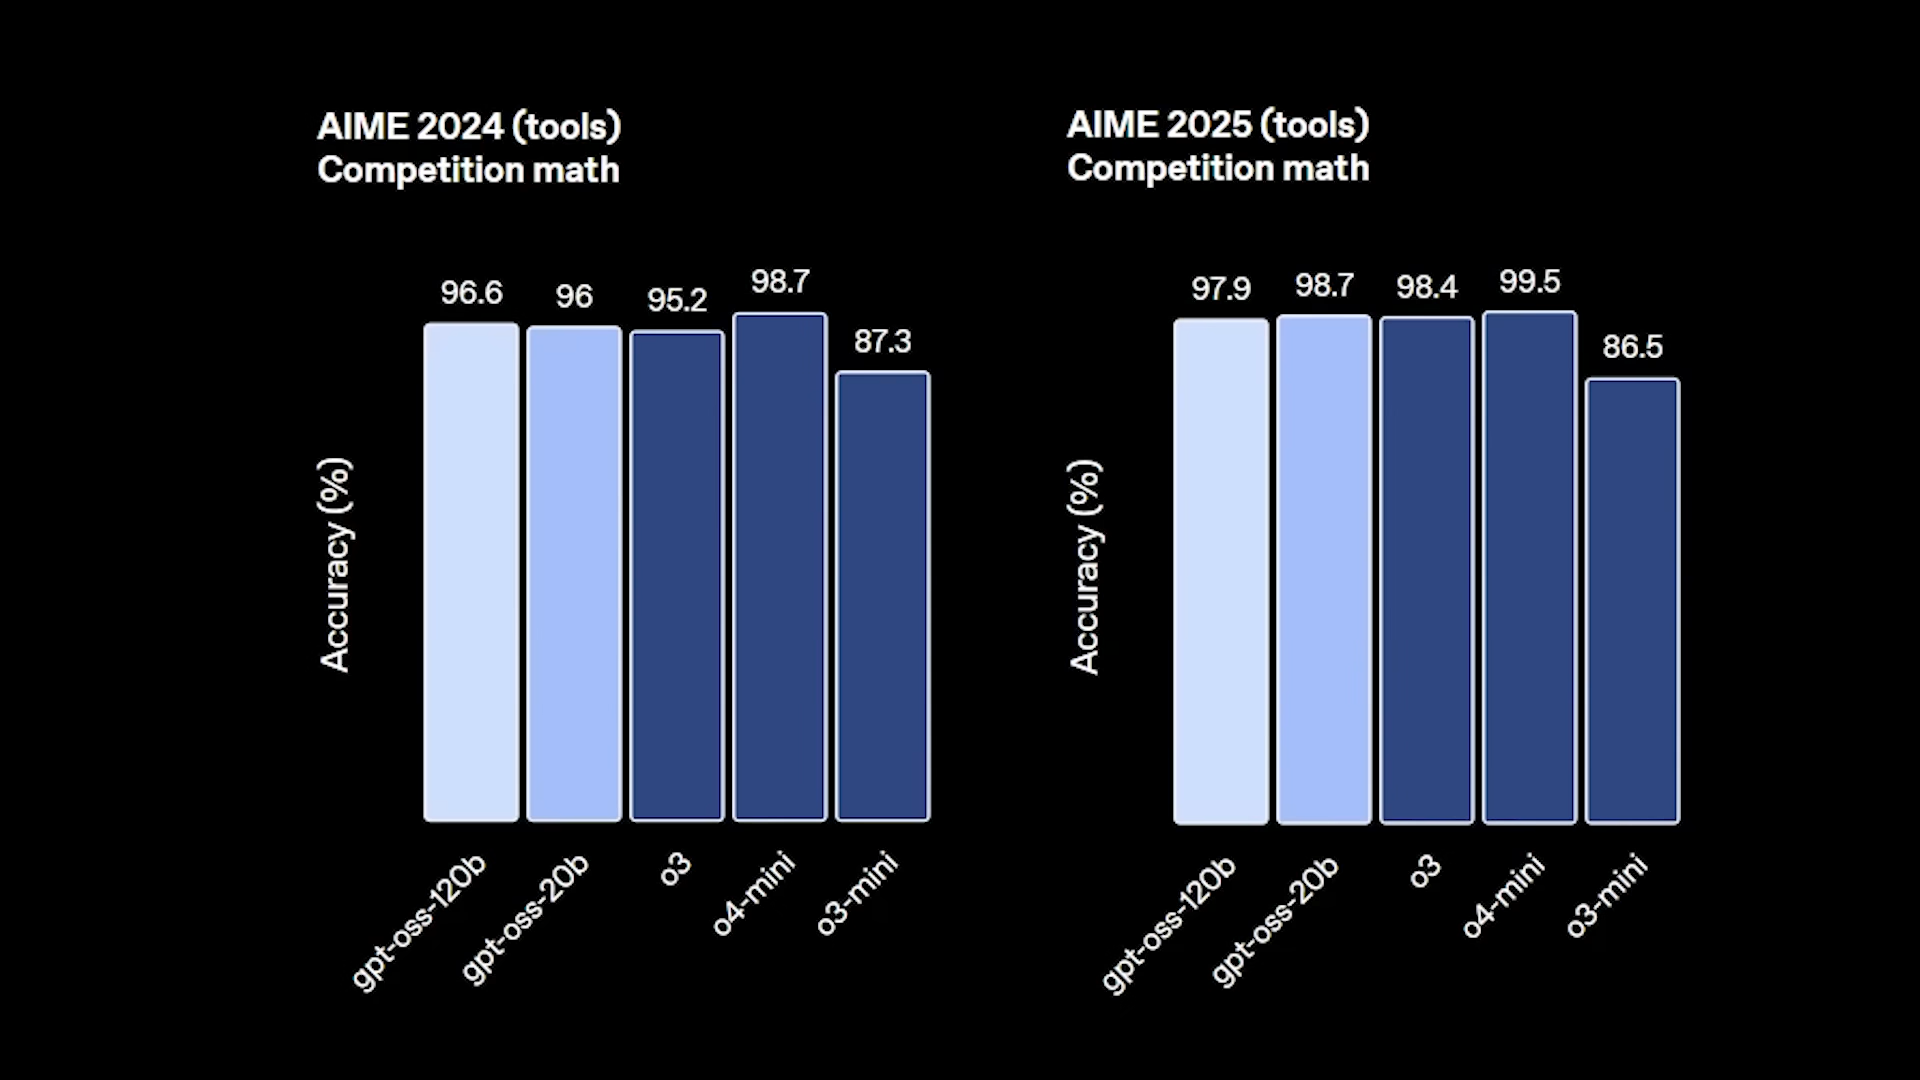 AIME 2024 (tools)
Competition math
Accuracy (%)
96.6
96
95.2
98.7
87.3
gpt-oss-120b
gpt-oss-20b
o3
o4-mini
o3-mini
AIME 2025 (tools)
Competition math
Accuracy (%)
97.9
98.7
98.4
99.5
86.5
gpt-oss-120b
gpt-oss-20b
o3
o4-mini
o3-mini